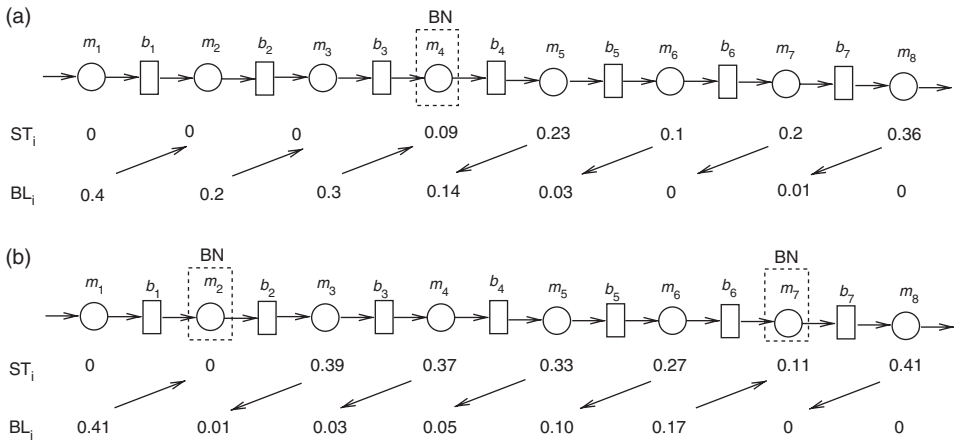 (a)
BN
m1 b1 m2 b2 m3 b3 m4 b4 m5 b5 m6 b6 m7 b7 m8
STi 0 0 0 0.09 0.23 0.1 0.2 0.36
BLi 0.4 0.2 0.3 0.14 0.03 0 0.01 0
(b)
BN BN
m1 b1 m2 b2 m3 b3 m4 b4 m5 b5 m6 b6 m7 b7 m8
STi 0 0 0.39 0.37 0.33 0.27 0.11 0.41
BLi 0.41 0.01 0.03 0.05 0.10 0.17 0 0